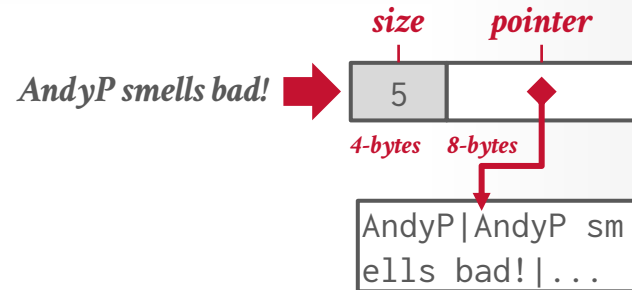 size pointer
AndyP smells bad!
5
4-bytes 8-bytes
AndyP|AndyP sm
ells bad!|...